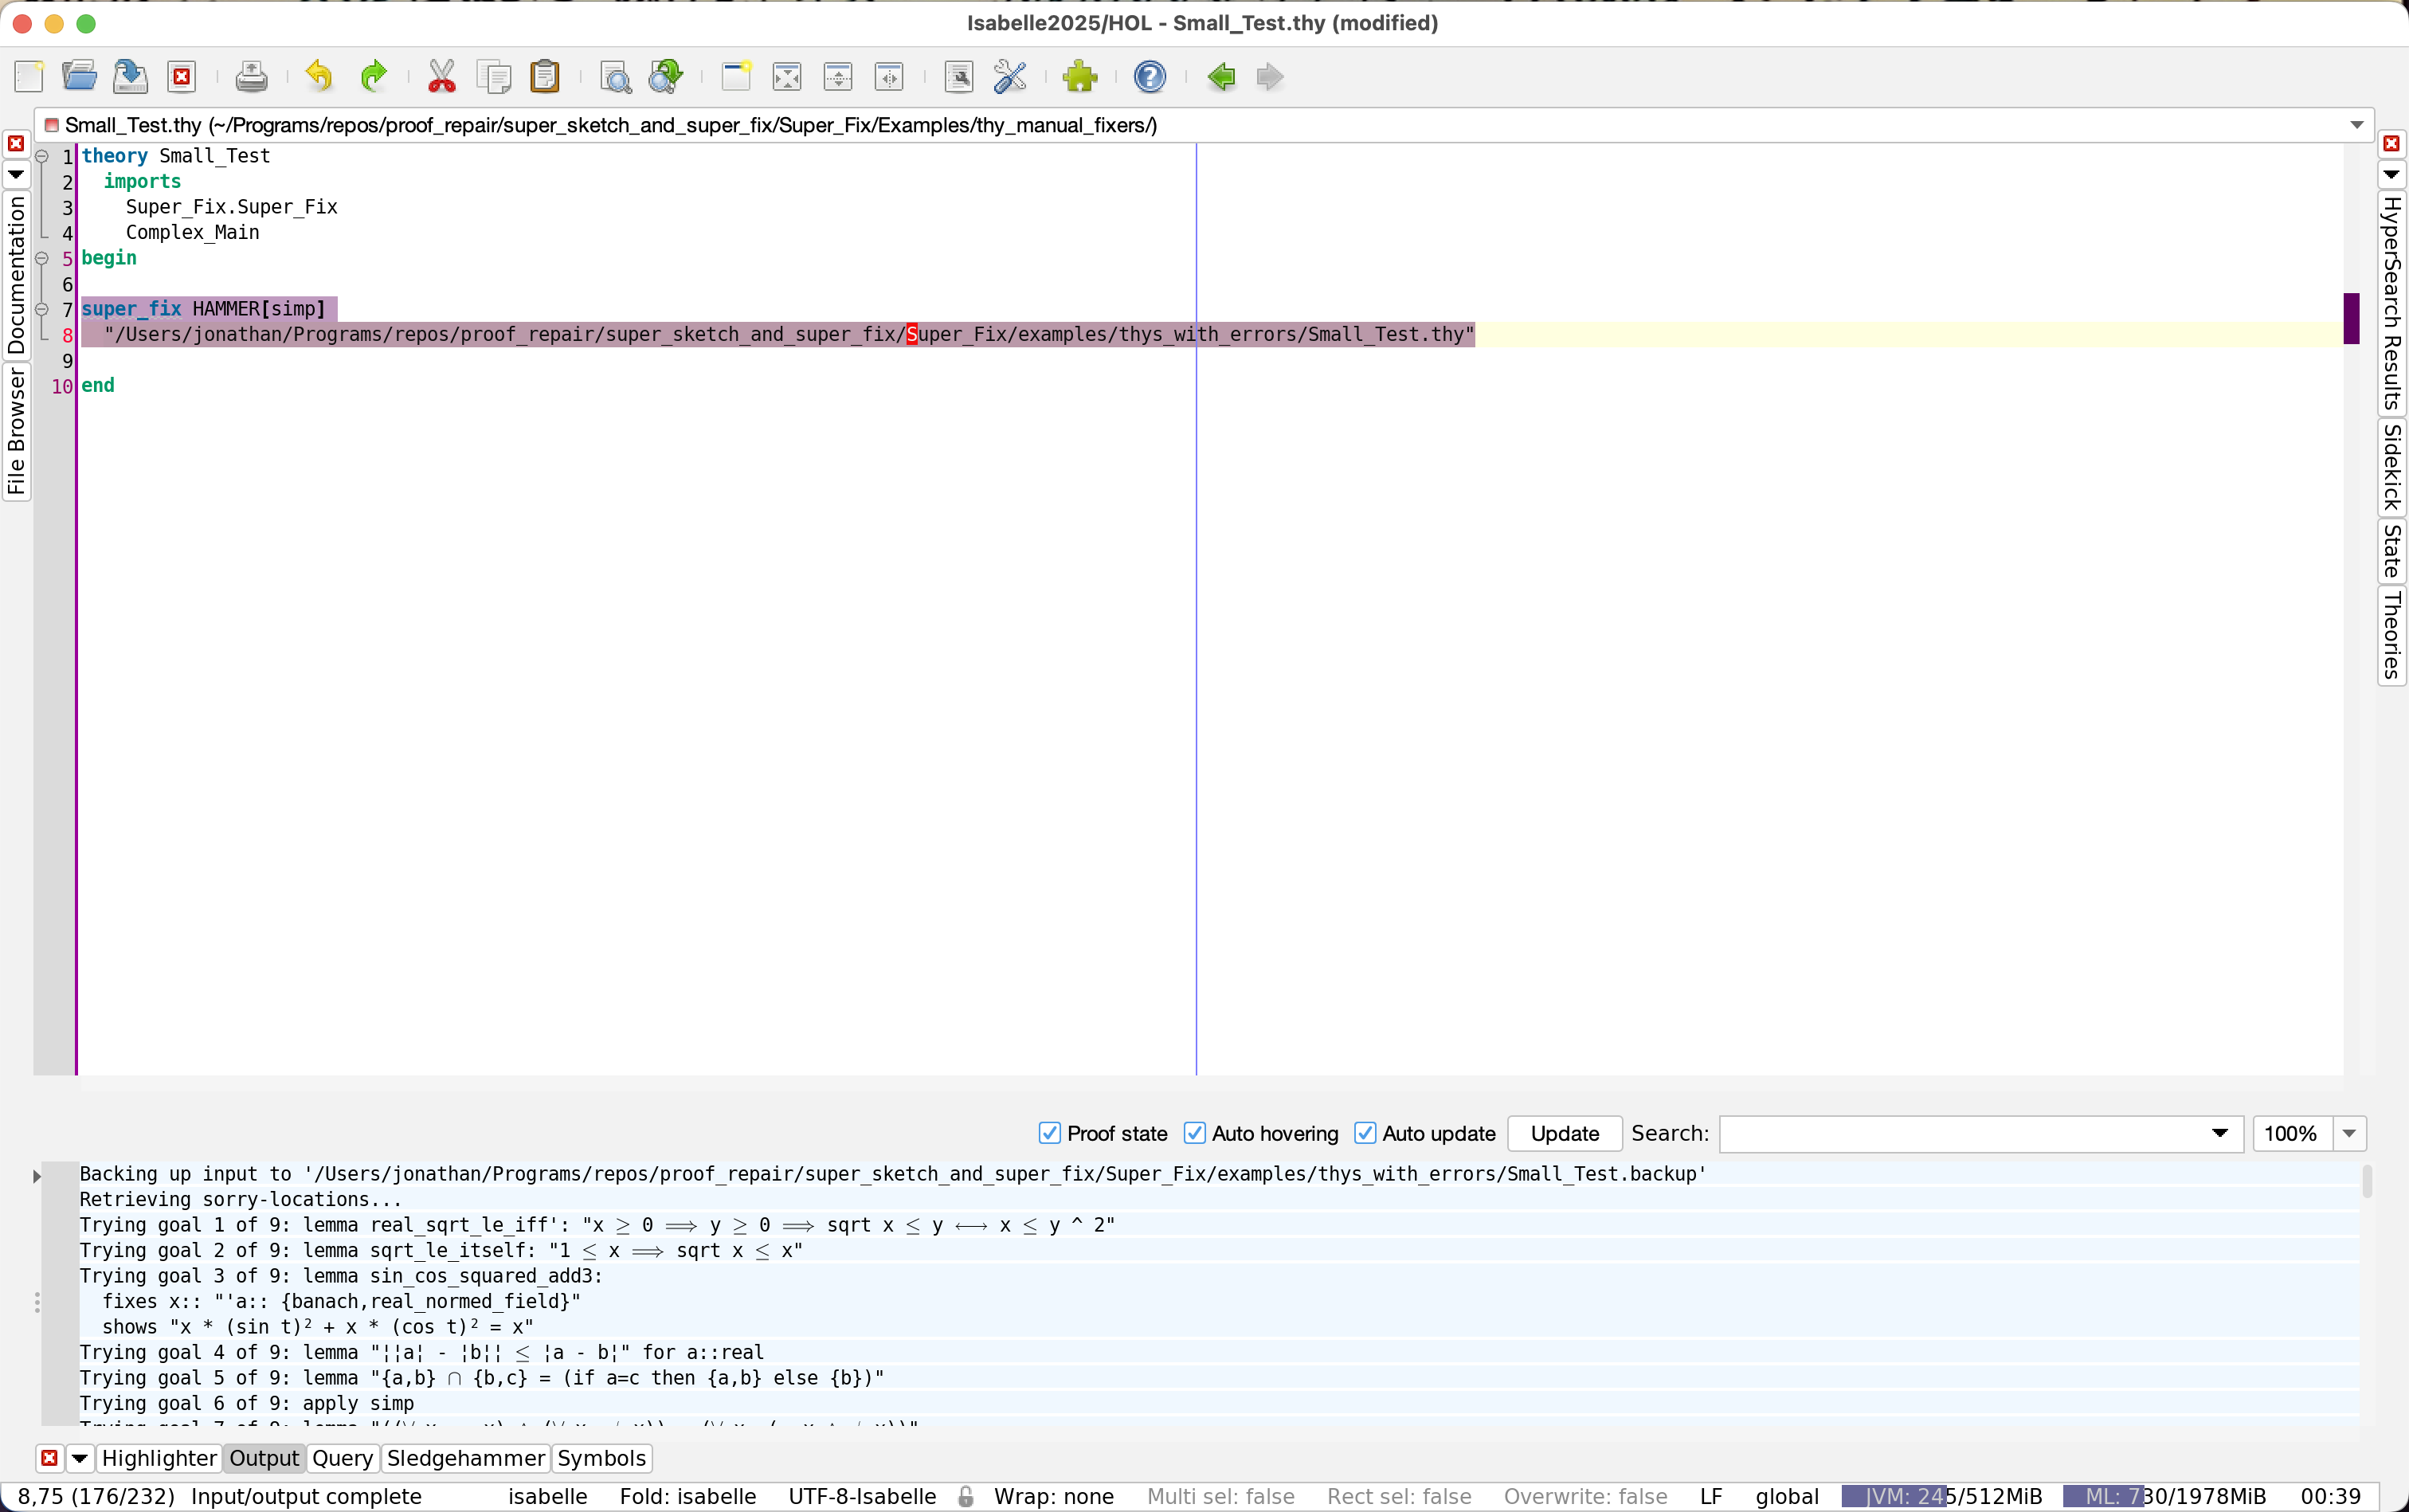 Isabelle2025/HOL - Small_Test.thy (modified)
Small_Test.thy (~/Programs/repos/proof_repair/super_sketch_and_super_fix/Super_Fix/Examples/thy_manual_fixers/)
Documentation
File Browser
1 theory Small_Test
2   imports
3     Super_Fix.Super_Fix
4     Complex_Main
5 begin
6
7 super_fix HAMMER[simp]
8   "/Users/jonathan/Programs/repos/proof_repair/super_sketch_and_super_fix/Super_Fix/examples/thys_with_errors/Small_Test.thy"
9
10 end
HyperSearch Results
Sidekick
State
Theories
Proof state Auto hovering Auto update Update Search: 100%
Backing up input to '/Users/jonathan/Programs/repos/proof_repair/super_sketch_and_super_fix/Super_Fix/examples/thys_with_errors/Small_Test.backup'
Retrieving sorry-locations...
Trying goal 1 of 9: lemma real_sqrt_le_iff': "x ≥ 0 ⟹ y ≥ 0 ⟹ sqrt x ≤ y ⟷ x ≤ y ^ 2"
Trying goal 2 of 9: lemma sqrt_le_itself: "1 ≤ x ⟹ sqrt x ≤ x"
Trying goal 3 of 9: lemma sin_cos_squared_add3:
  fixes x:: "'a:: {banach,real_normed_field}"
  shows "x * (sin t)² + x * (cos t)² = x"
Trying goal 4 of 9: lemma "¦¦a¦ - ¦b¦¦ ≤ ¦a - b¦" for a::real
Trying goal 5 of 9: lemma "{a,b} ∩ {b,c} = (if a=c then {a,b} else {b})"
Trying goal 6 of 9: apply simp
Highlighter Output Query Sledgehammer Symbols
8,75 (176/232) Input/output complete isabelle Fold: isabelle UTF-8-Isabelle Wrap: none Multi sel: false Rect sel: false Overwrite: false LF global JVM: 245/512MiB ML: 730/1978MiB 00:39